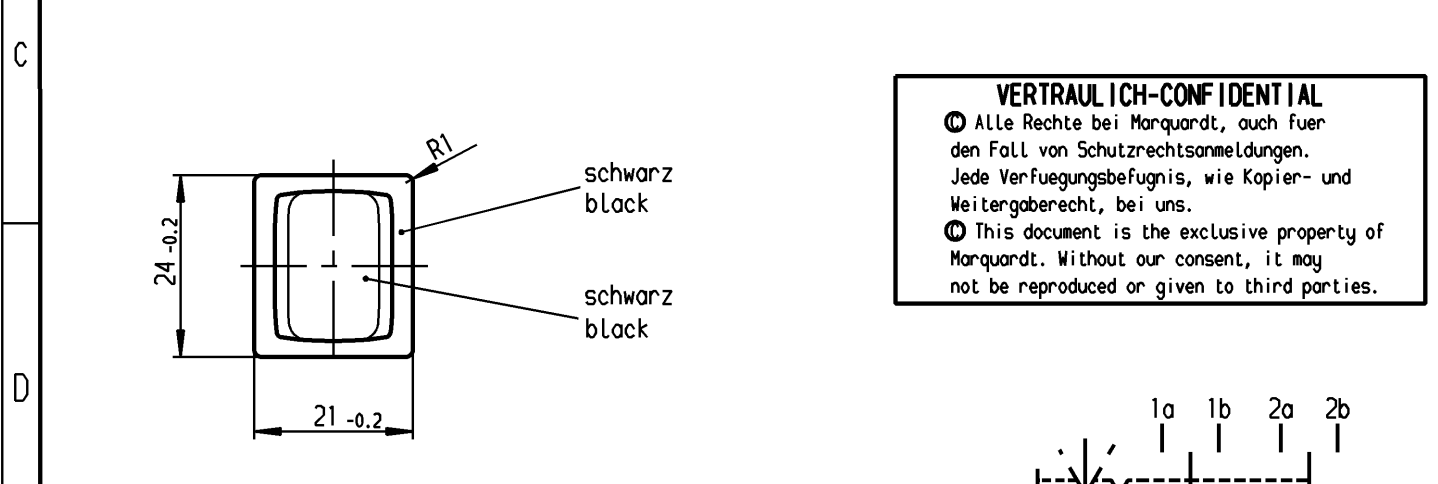 C
VERTRAULICH-CONFIDENTIAL
© Alle Rechte bei Marquardt, auch fuer
den Fall von Schutzrechtsanmeldungen.
Jede Verfuegungsbefugnis, wie Kopier- und
Weitergaberecht, bei uns.
© This document is the exclusive property of
Marquardt. Without our consent, it may
not be reproduced or given to third parties.
R1
schwarz
black
24 -0.2
schwarz
black
D
21 -0.2
1a 1b 2a 2b